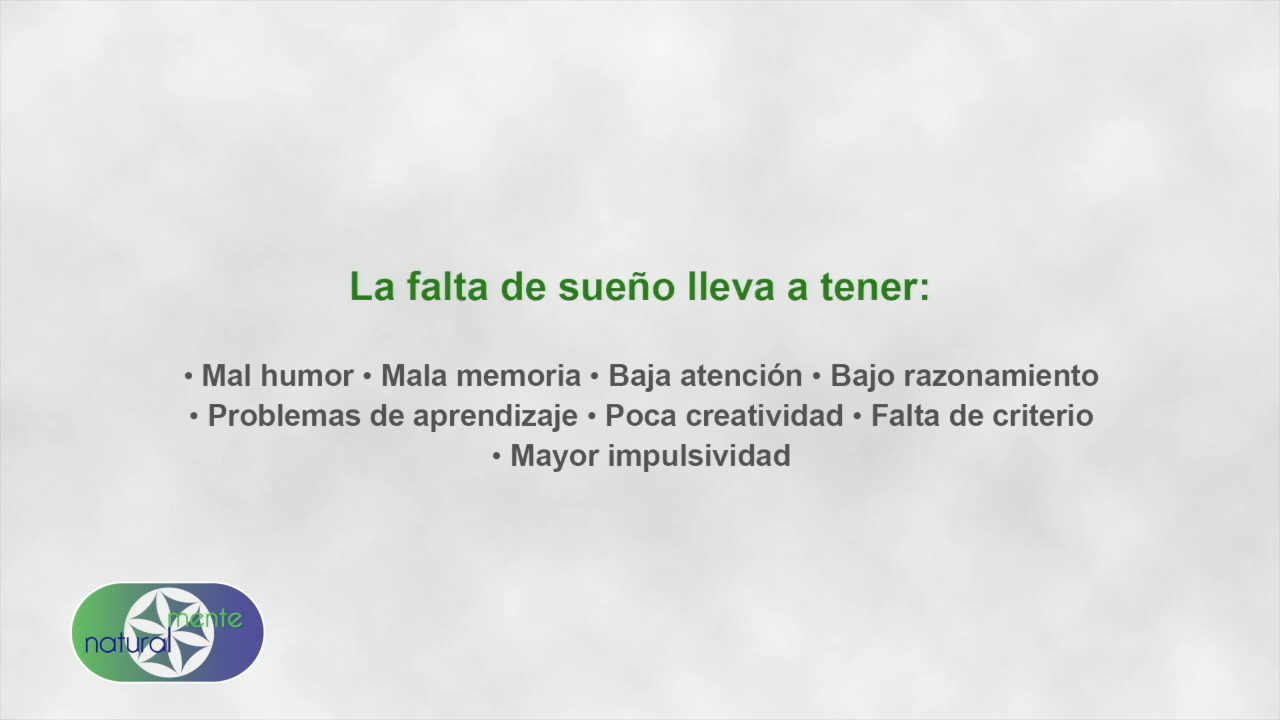 La falta de sueño lleva a tener:
• Mal humor • Mala memoria • Baja atención • Bajo razonamiento
• Problemas de aprendizaje • Poca creatividad • Falta de criterio
• Mayor impulsividad
mente
natural